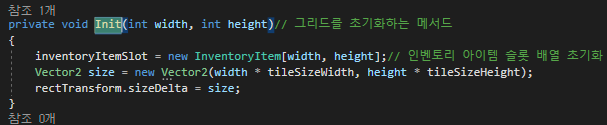 참조 1개
private void Init(int width, int height)// 그리드를 초기화하는 메서드
{
inventoryItemSlot = new InventoryItem[width, height];// 인벤토리 아이템 슬롯 배열 초기화
Vector2 size = new Vector2(width * tileSizeWidth, height * tileSizeHeight);
rectTransform.sizeDelta = size;
}
참조 0개